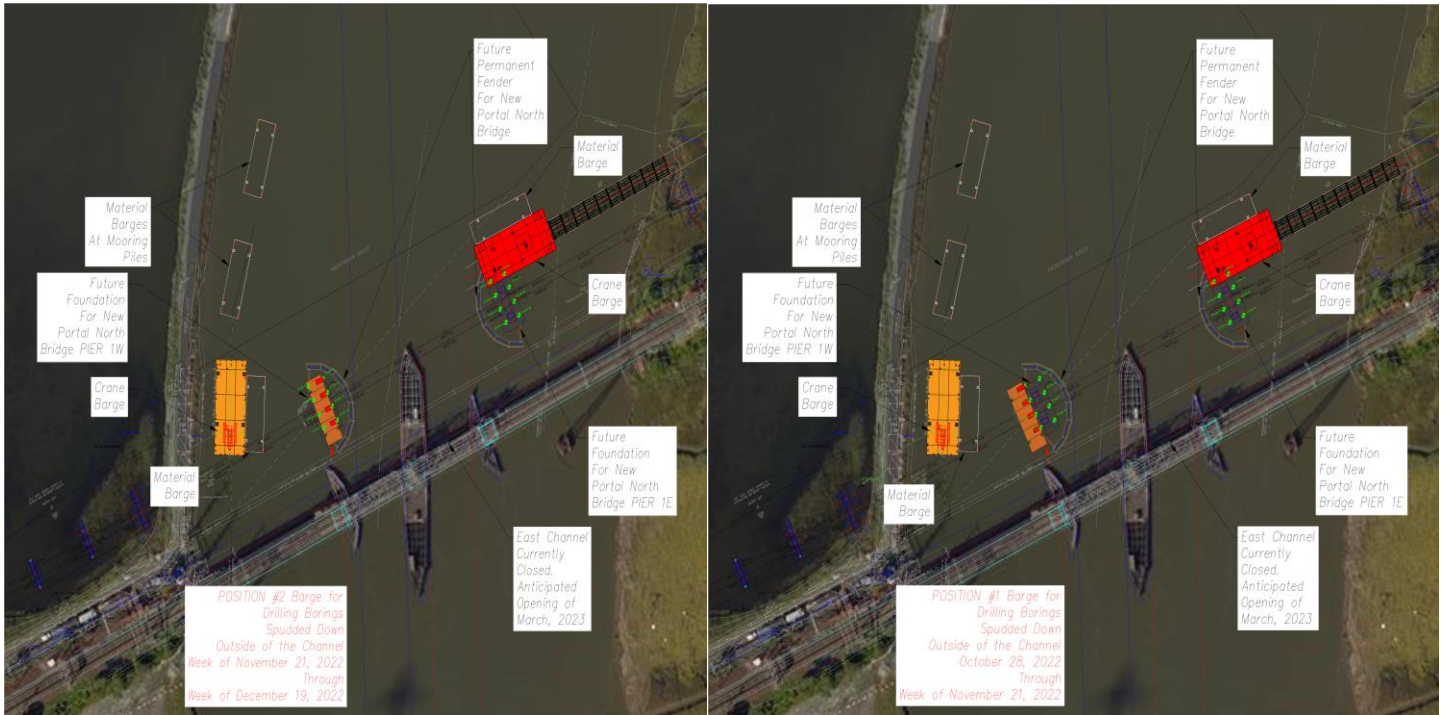 Future
Permanent
Fender
For New
Portal North
Bridge
Material
Barge
Material
Barges
At Mooring
Piles
HACKENSACK RIVER
Future
Foundation
For New
Portal North
Bridge PIER 1W
Crane
Barge
Crane
Barge
Material
Barge
Future
Foundation
For New
Portal North
Bridge PIER 1E
East Channel
Currently
Closed.
Anticipated
Opening of
March, 2023
POSITION #2 Barge for
Drilling Borings
Spudded Down
Outside of the Channel
Week of November 21, 2022
Through
Week of December 19, 2022
Future
Permanent
Fender
For New
Portal North
Bridge
Material
Barge
Material
Barges
At Mooring
Piles
HACKENSACK RIVER
Future
Foundation
For New
Portal North
Bridge PIER 1W
Crane
Barge
Crane
Barge
Material
Barge
Future
Foundation
For New
Portal North
Bridge PIER 1E
East Channel
Currently
Closed.
Anticipated
Opening of
March, 2023
POSITION #1 Barge for
Drilling Borings
Spudded Down
Outside of the Channel
October 28, 2022
Through
Week of November 21, 2022